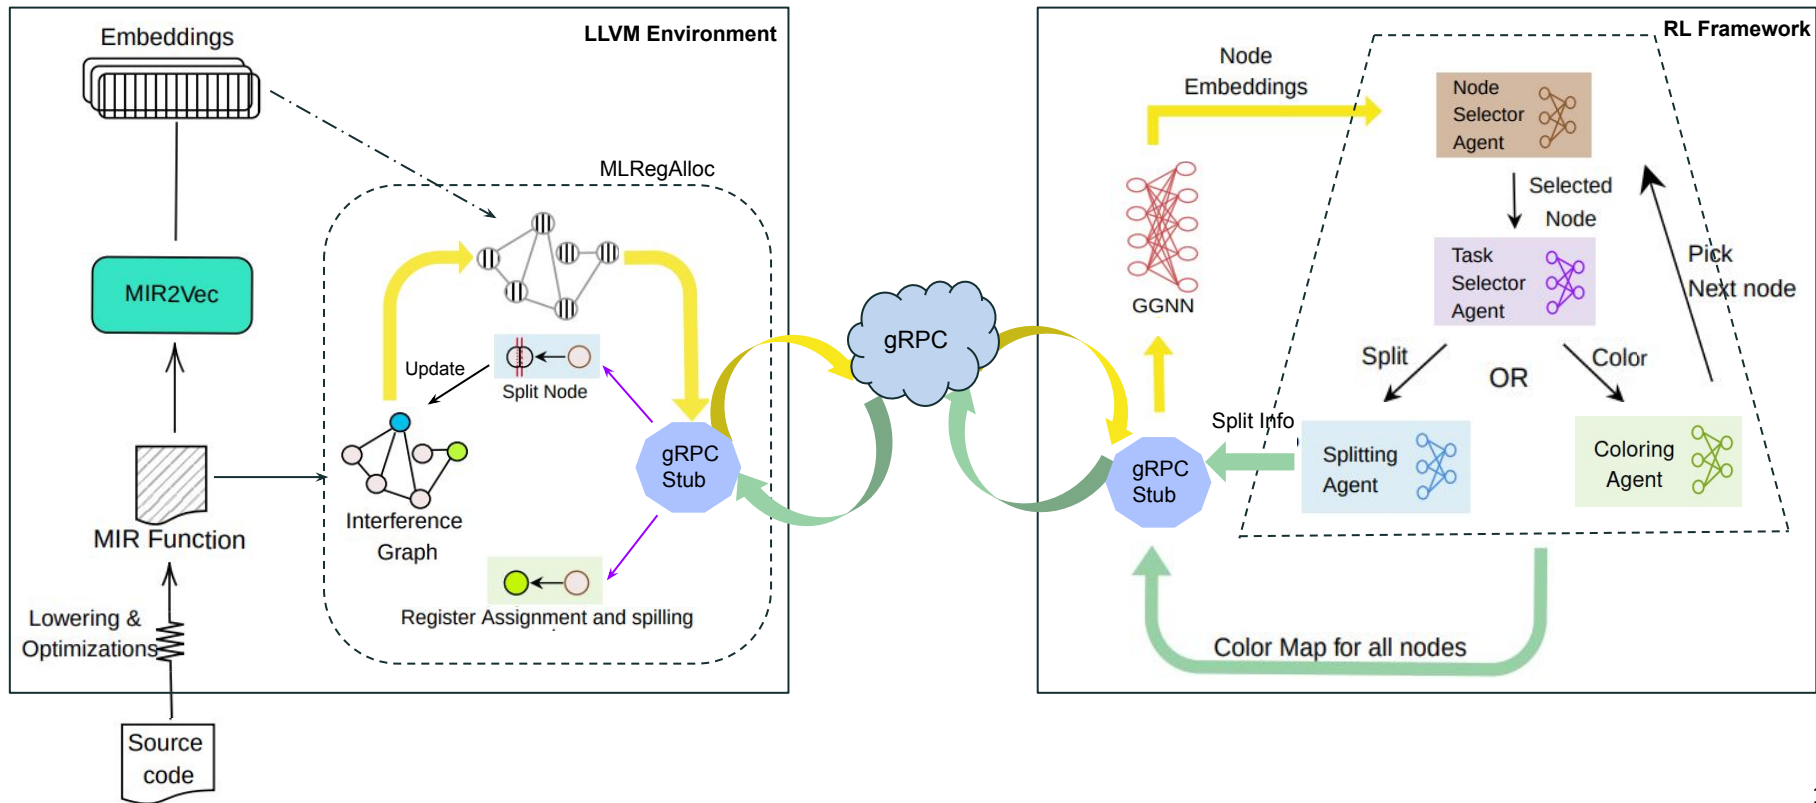 LLVM Environment
Embeddings
MLRegAlloc
MIR2Vec
Update
Split Node
gRPC
Stub
MIR Function
Interference
Graph
Register Assignment and spilling
Lowering &
Optimizations
Source
code
gRPC
RL Framework
Node
Embeddings
GGNN
Node
Selector
Agent
Selected
Node
Task
Selector
Agent
Pick
Next node
Split
OR
Color
Split Info
gRPC
Stub
Splitting
Agent
Coloring
Agent
Color Map for all nodes